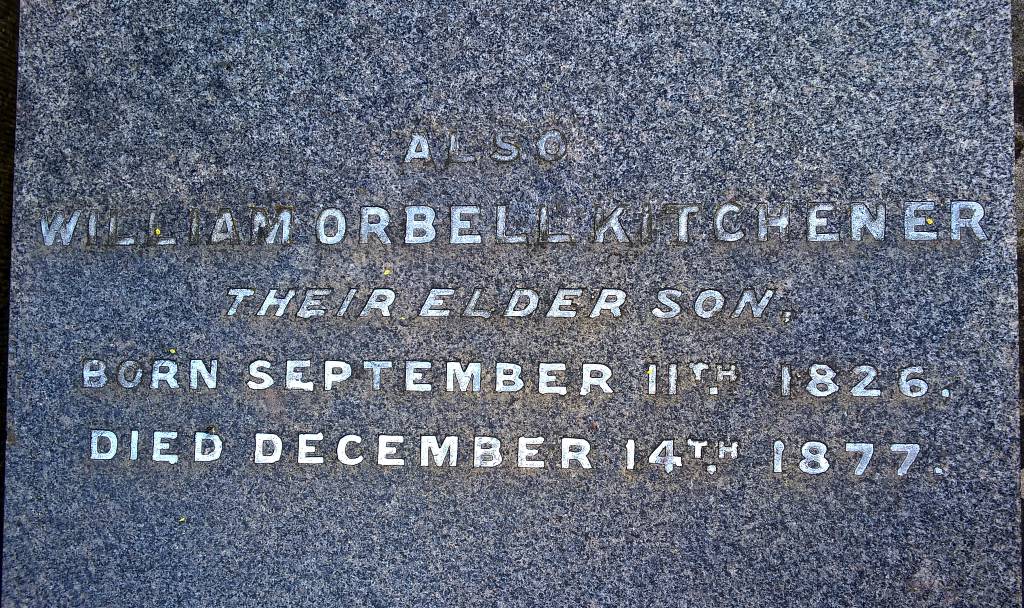 ALSO
WILLIAM ORBELL KITCHENER
THEIR ELDER SON,
BORN SEPTEMBER 11TH. 1826.
DIED DECEMBER 14TH. 1877.